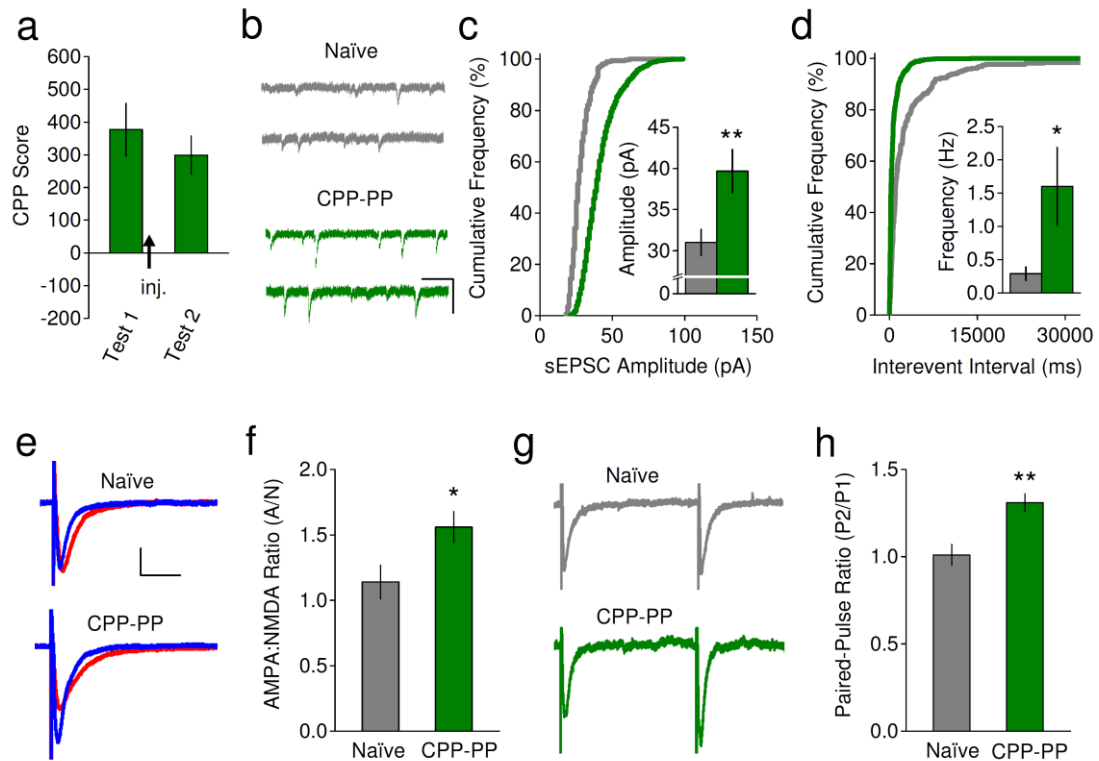 a
600
500
400
300
200
100
0
-100
-200
CPP Score
inj.
Test 1
Test 2
b
Naïve
CPP-PP
c
100
80
60
40
20
0
Cumulative Frequency (%)
0 50 100 150
sEPSC Amplitude (pA)
45
40
35
30
0
Amplitude (pA)
**
d
100
80
60
40
20
0
Cumulative Frequency (%)
0 15000 30000
Interevent Interval (ms)
2.5
2.0
1.5
1.0
0.5
0.0
Frequency (Hz)
*
e
Naïve
CPP-PP
f
2.0
1.5
1.0
0.5
0.0
AMPA:NMDA Ratio (A/N)
*
Naïve CPP-PP
g
Naïve
CPP-PP
h
1.5
1.0
0.5
0.0
Paired-Pulse Ratio (P2/P1)
**
Naïve CPP-PP